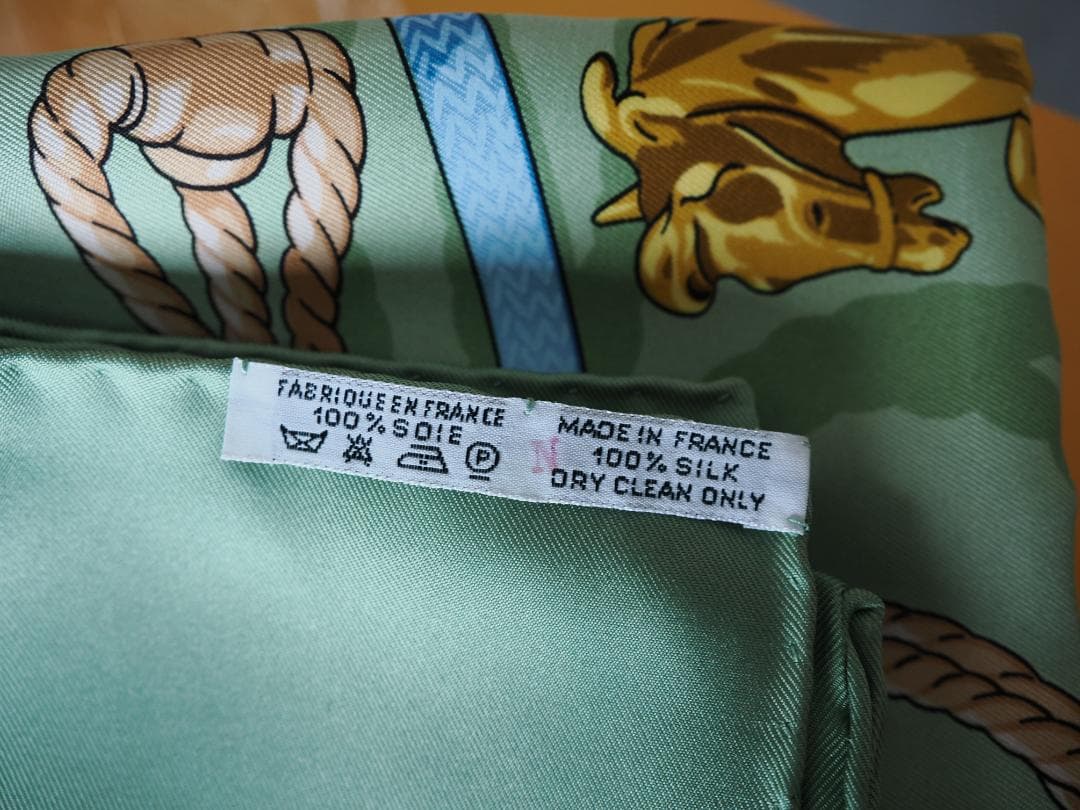 FABRIQUE EN FRANCE
100% SOIE
P
N
MADE IN FRANCE
100% SILK
DRY CLEAN ONLY